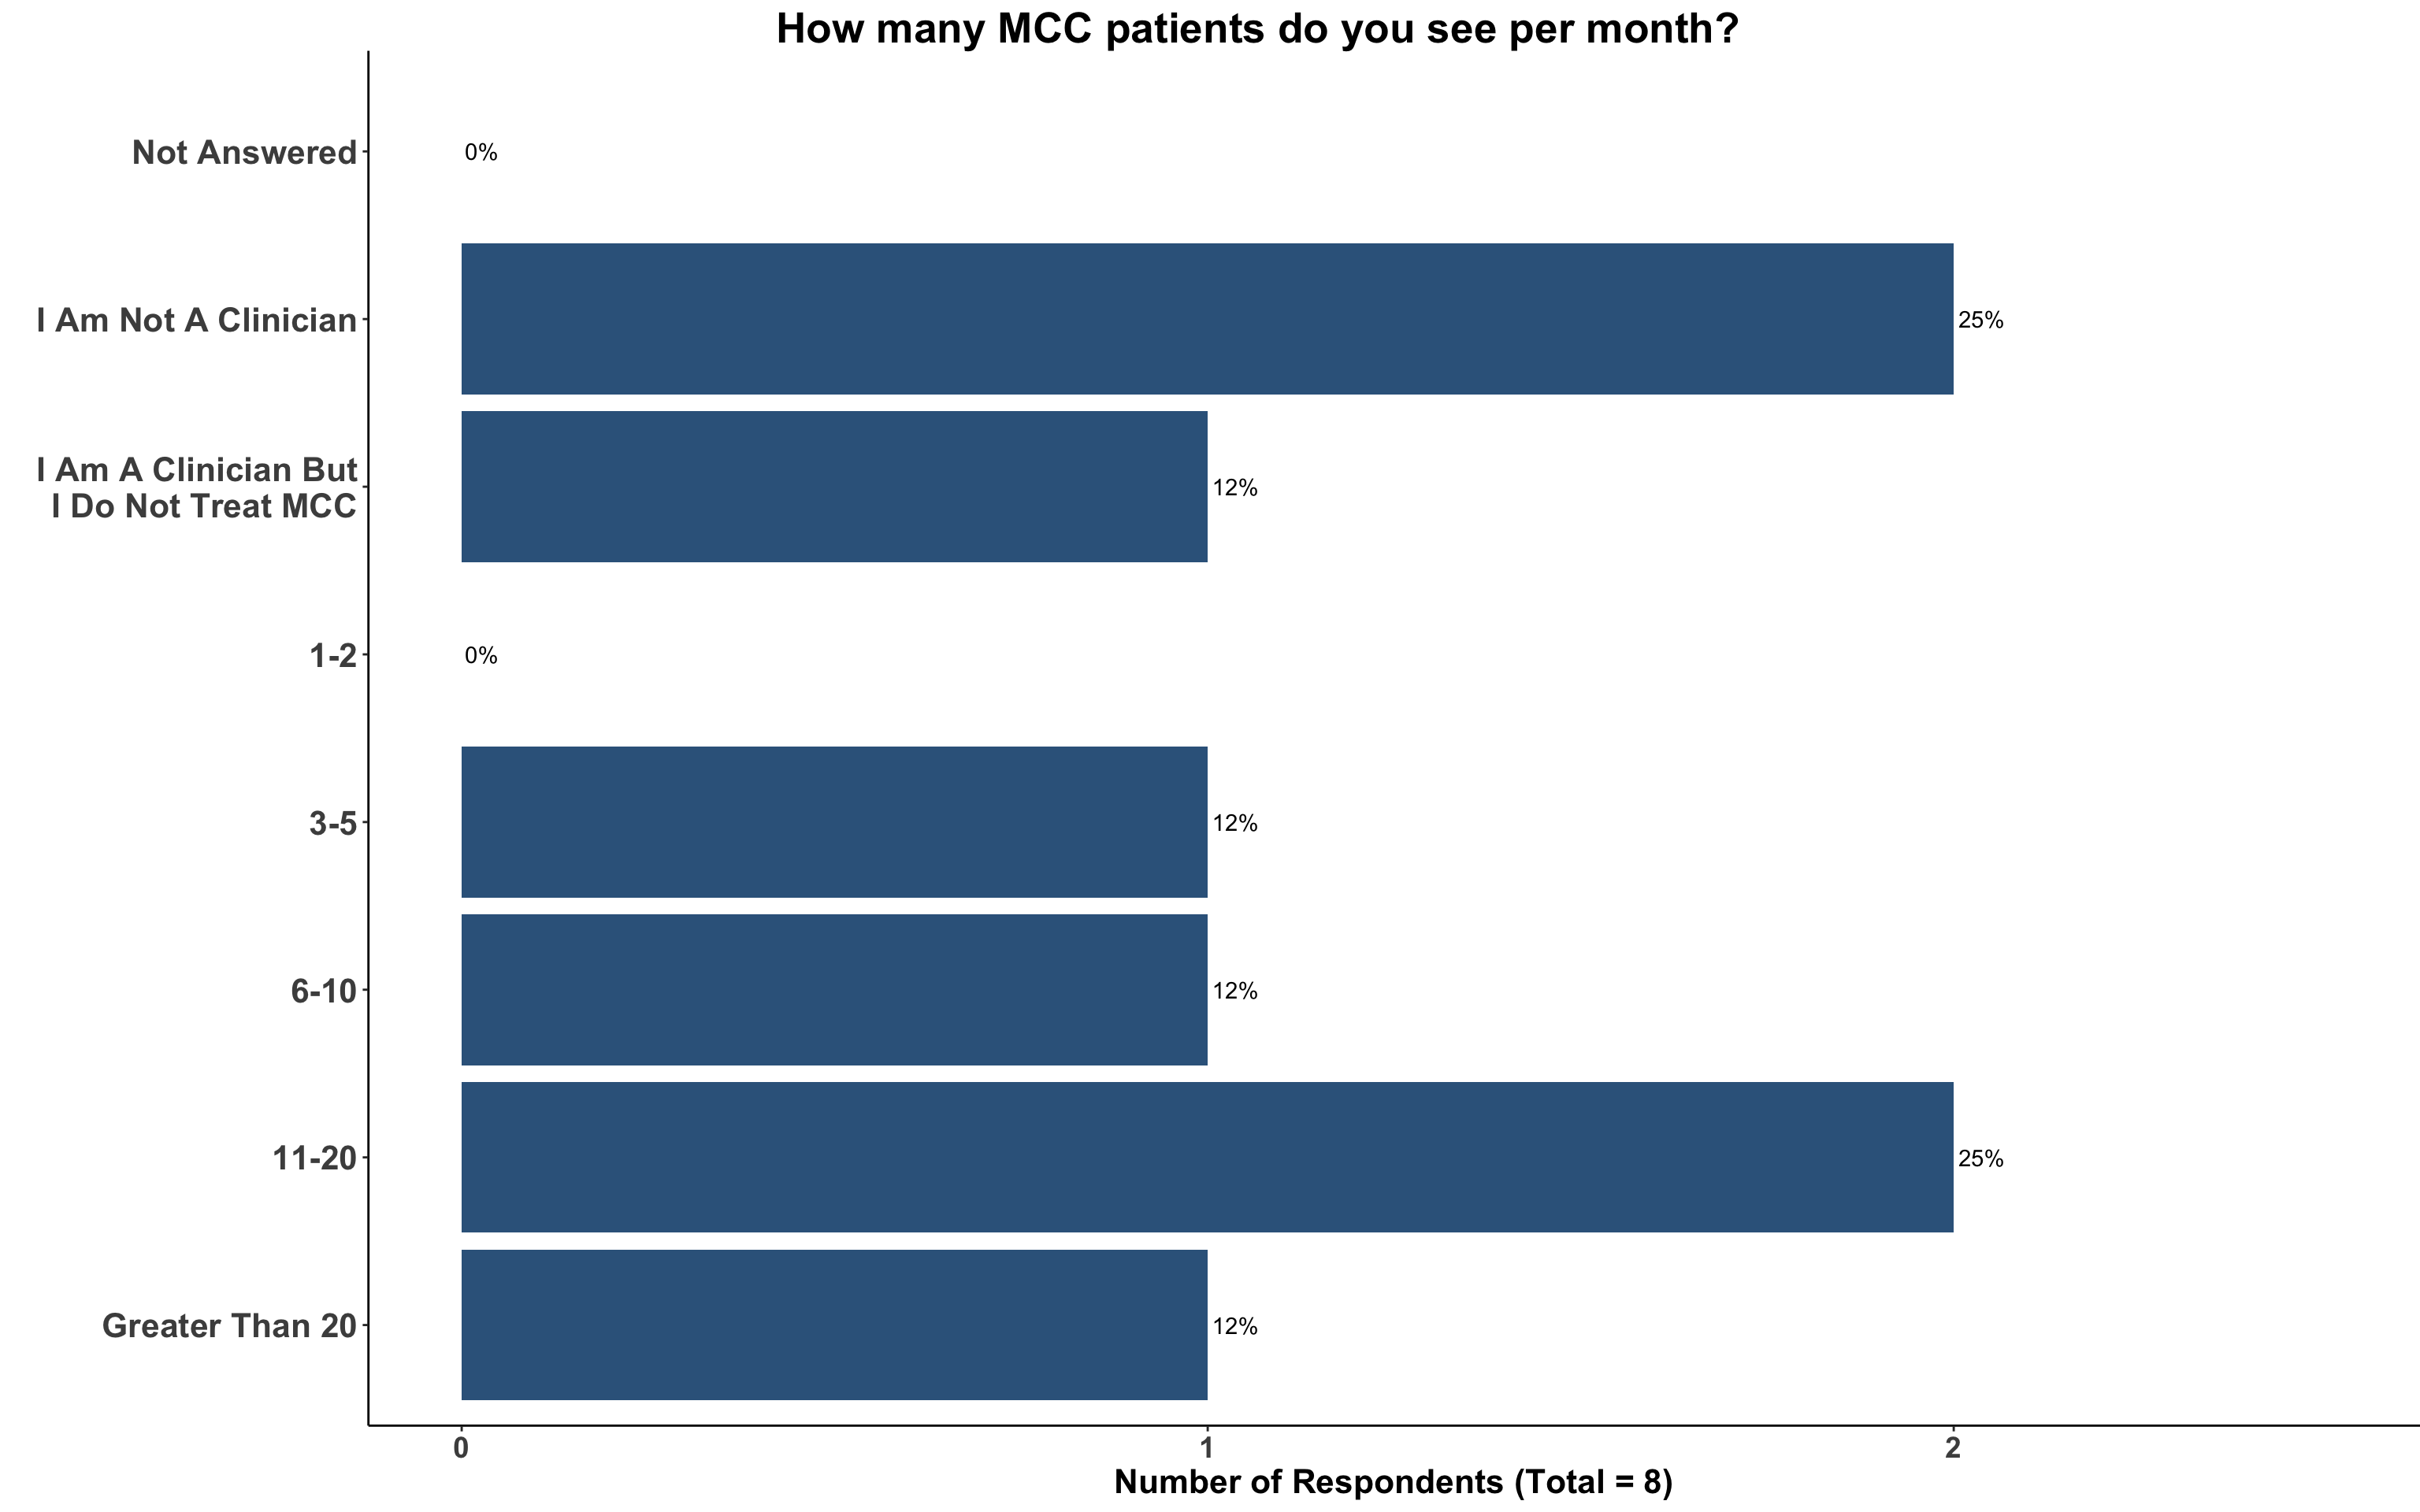 How many MCC patients do you see per month?
Not Answered
0%
I Am Not A Clinician
25%
I Am A Clinician But
I Do Not Treat MCC
12%
1-2
0%
3-5
12%
6-10
12%
11-20
25%
Greater Than 20
12%
0 1 2
Number of Respondents (Total = 8)